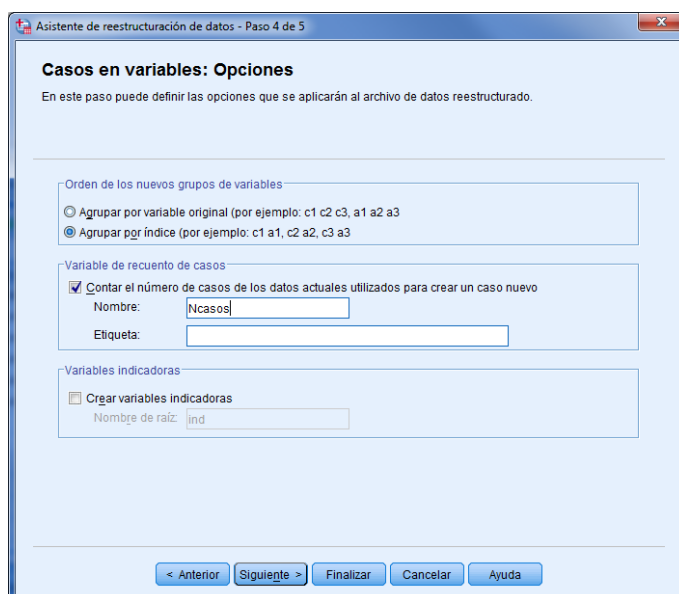 Asistente de reestructuración de datos - Paso 4 de 5
Casos en variables: Opciones
En este paso puede definir las opciones que se aplicarán al archivo de datos reestructurado.
Orden de los nuevos grupos de variables
Agrupar por variable original (por ejemplo: c1 c2 c3, a1 a2 a3
Agrupar por índice (por ejemplo: c1 a1, c2 a2, c3 a3
Variable de recuento de casos
Contar el número de casos de los datos actuales utilizados para crear un caso nuevo
Nombre: Ncasos
Etiqueta:
Variables indicadoras
Crear variables indicadoras
Nombre de raíz: ind
< Anterior Siguiente > Finalizar Cancelar Ayuda